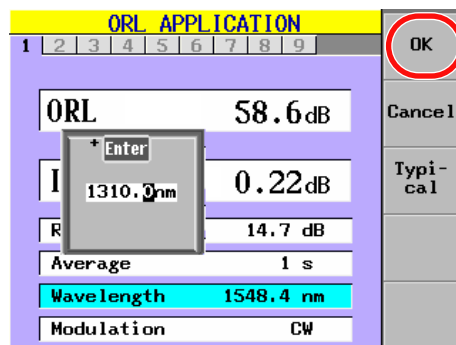 ORL APPLICATION
1 2 3 4 5 6 7 8 9
OK
ORL 58.6dB
Cancel
+ Enter
1310.0nm
I 0.22dB
Typi-
cal
R 14.7 dB
Average 1 s
Wavelength 1548.4 nm
Modulation CW